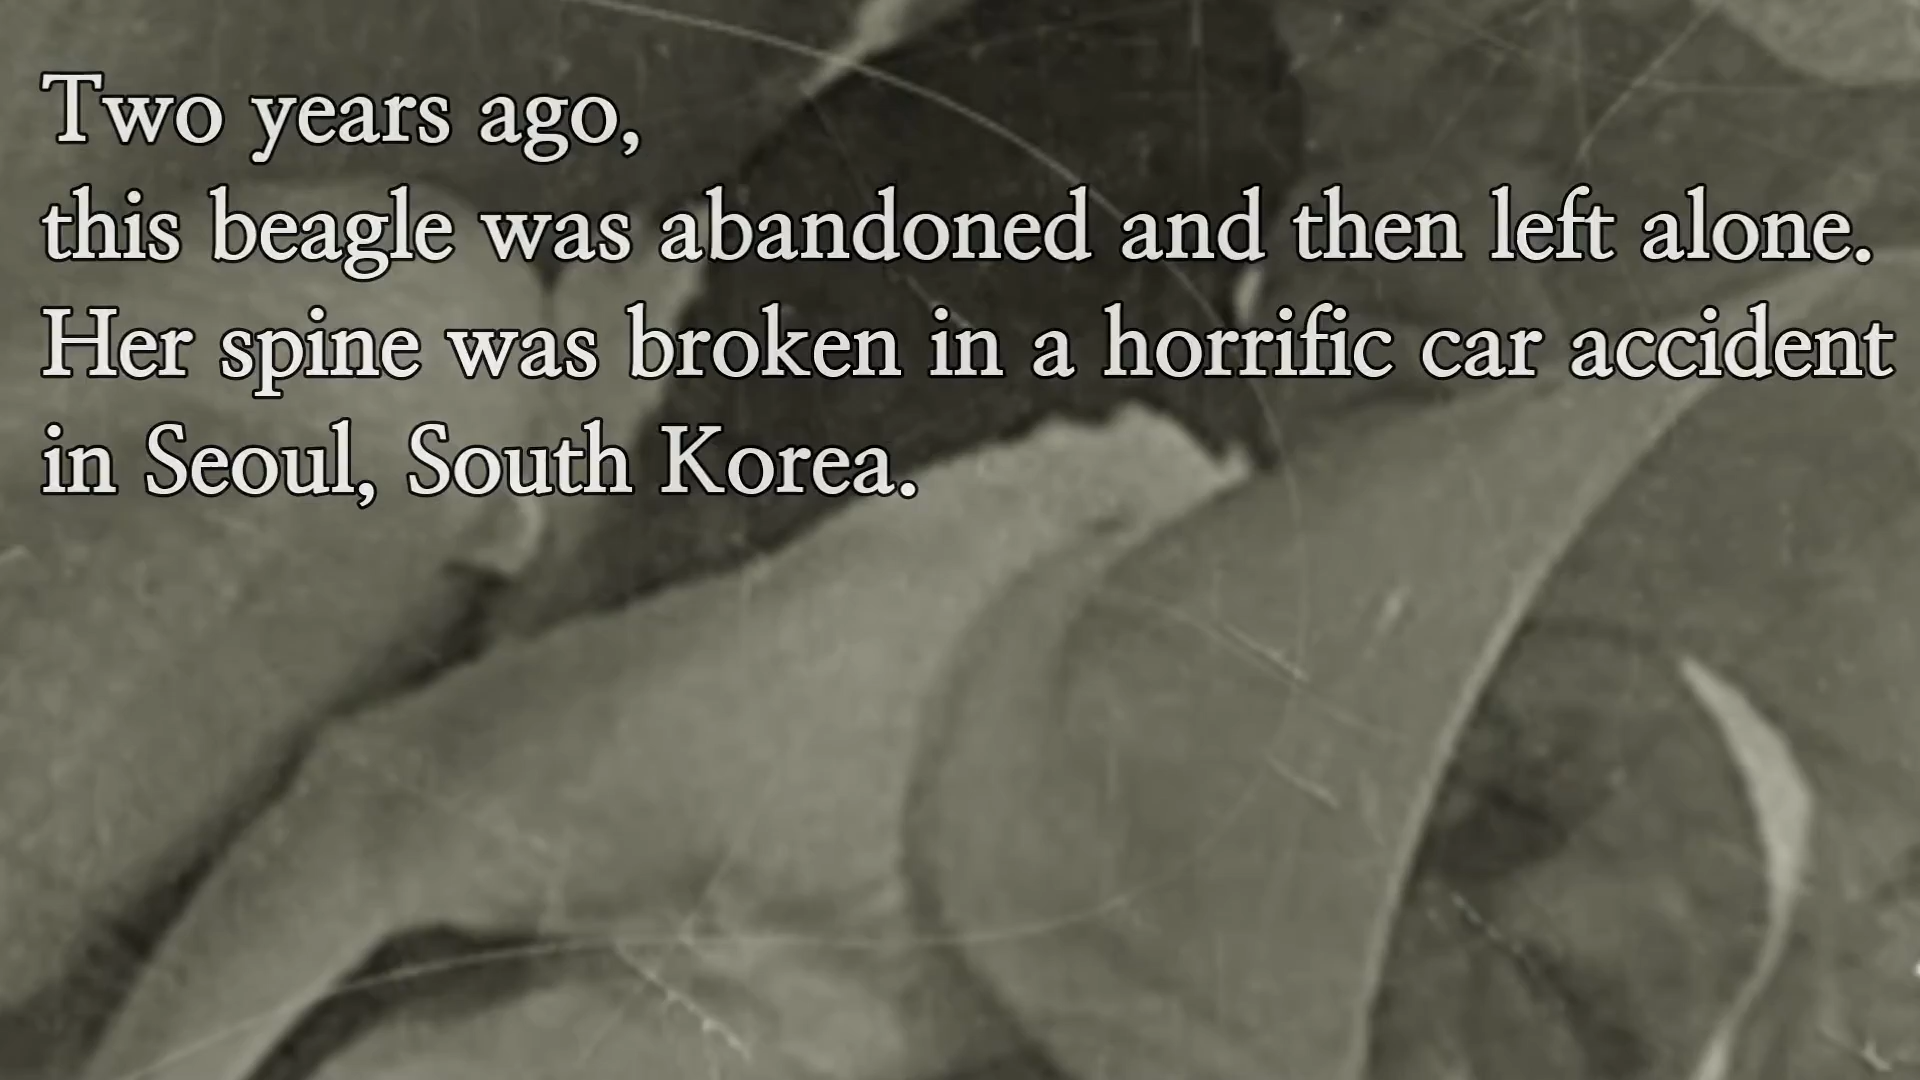 Two years ago,
this beagle was abandoned and then left alone.
Her spine was broken in a horrific car accident
in Seoul, South Korea.